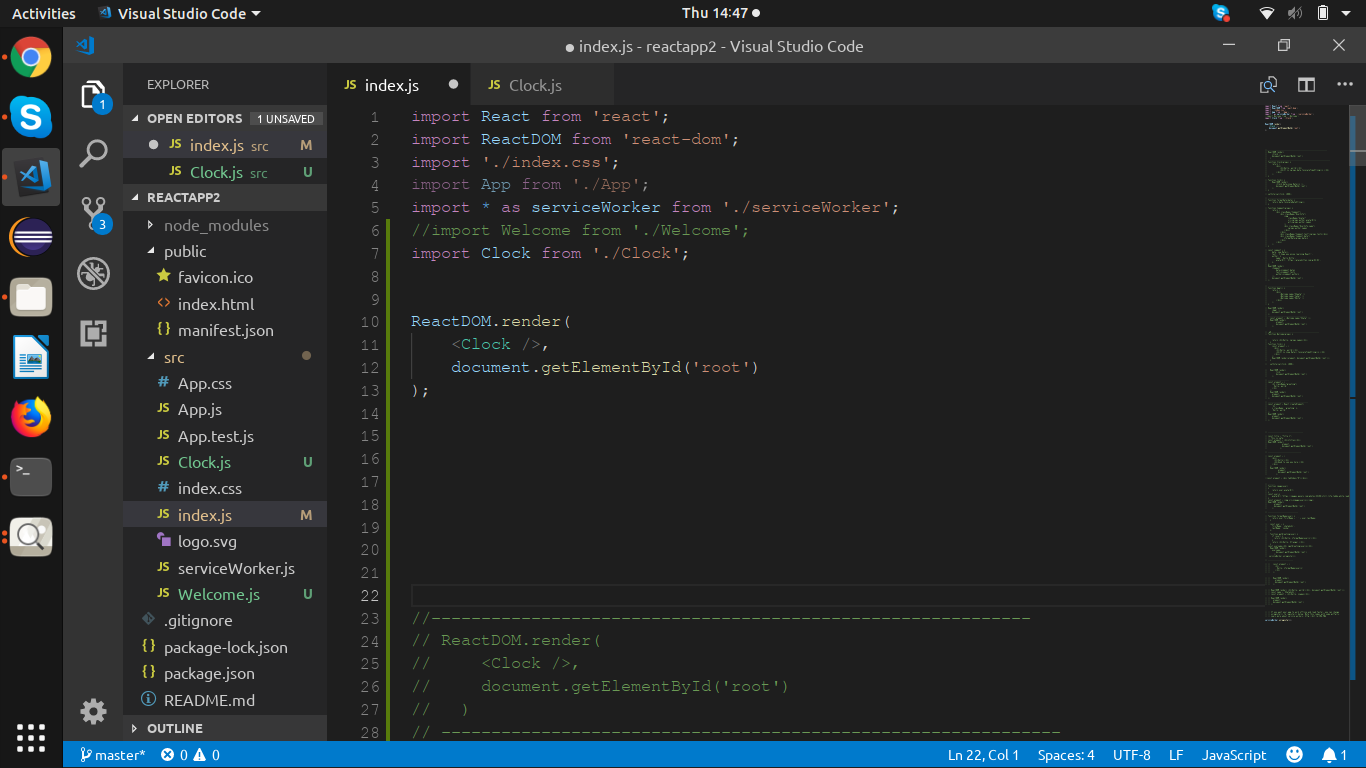 Activities
Visual Studio Code
Thu 14:47
● index.js - reactapp2 - Visual Studio Code
EXPLORER
OPEN EDITORS 1 UNSAVED
JS index.js src M
JS Clock.js src U
REACTAPP2
node_modules
public
favicon.ico
<> index.html
{} manifest.json
src
# App.css
JS App.js
JS App.test.js
JS Clock.js U
# index.css
JS index.js M
logo.svg
JS serviceWorker.js
JS Welcome.js U
.gitignore
{} package-lock.json
{} package.json
README.md
OUTLINE
1
3
JS index.js
JS Clock.js
1 import React from 'react';
2 import ReactDOM from 'react-dom';
3 import './index.css';
4 import App from './App';
5 import * as serviceWorker from './serviceWorker';
6 //import Welcome from './Welcome';
7 import Clock from './Clock';
8
9
10 ReactDOM.render(
11     <Clock />,
12     document.getElementById('root')
13 );
14
15
16
17
18
19
20
21
22
23 //------------------------------------------------------------
24 // ReactDOM.render(
25 //     <Clock />,
26 //     document.getElementById('root')
27 //   )
28 // --------------------------------------------------------------
master* 0 0
Ln 22, Col 1
Spaces: 4
UTF-8
LF
JavaScript
1